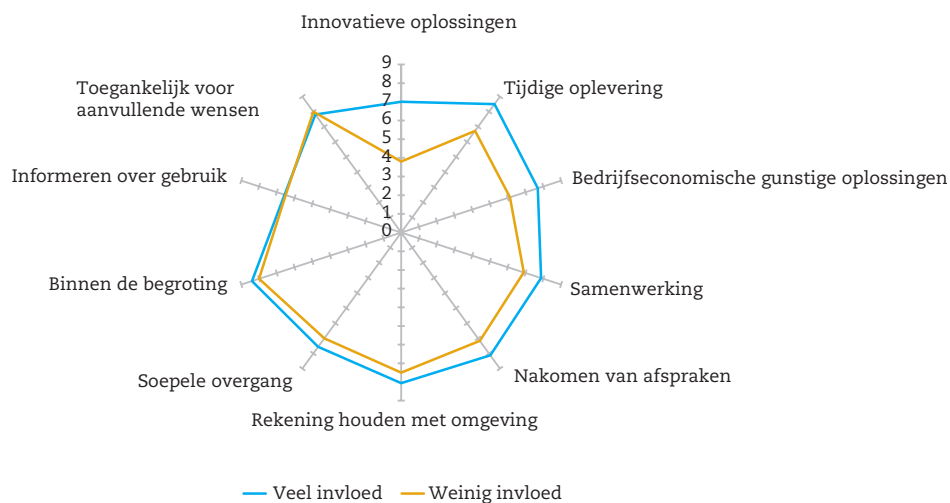 Innovatieve oplossingen
9
8
7
6
5
4
3
2
1
0
Tijdige oplevering
Bedrijfseconomische gunstige oplossingen
Samenwerking
Nakomen van afspraken
Rekening houden met omgeving
Soepele overgang
Binnen de begroting
Informeren over gebruik
Toegankelijk voor
aanvullende wensen
Veel invloed
Weinig invloed